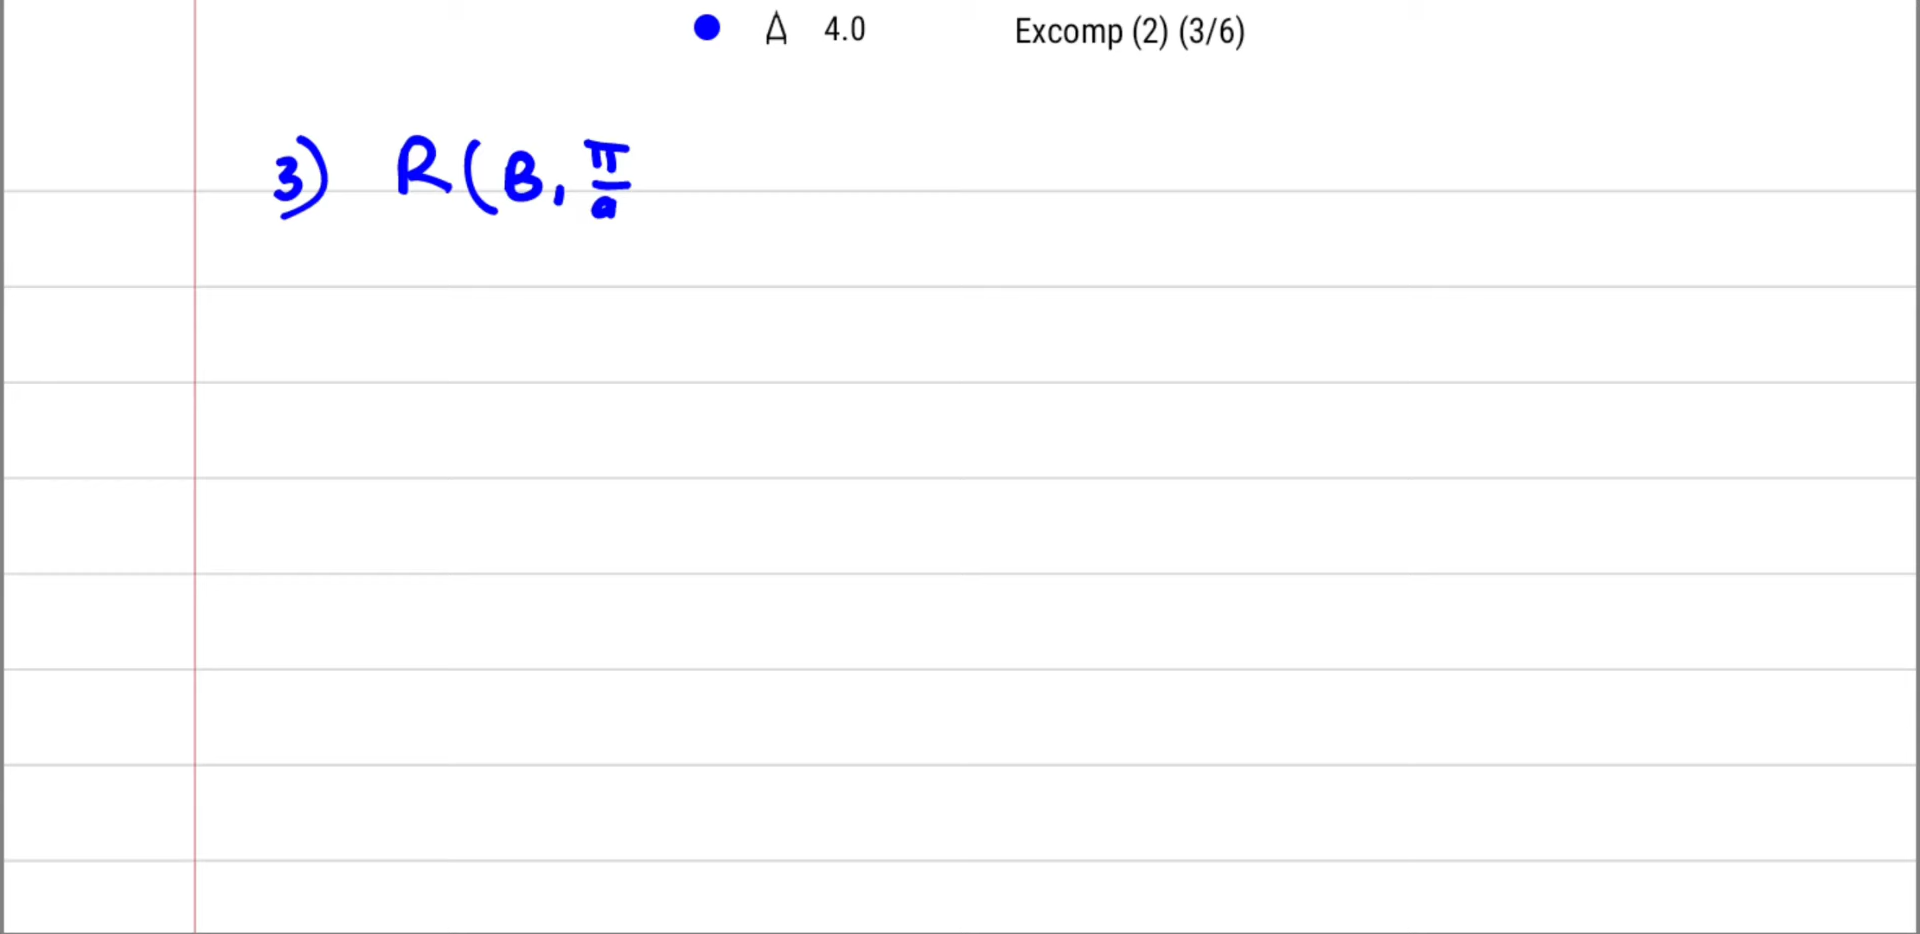 4.0 Excomp (2) (3/6)
3) R(B, π/a